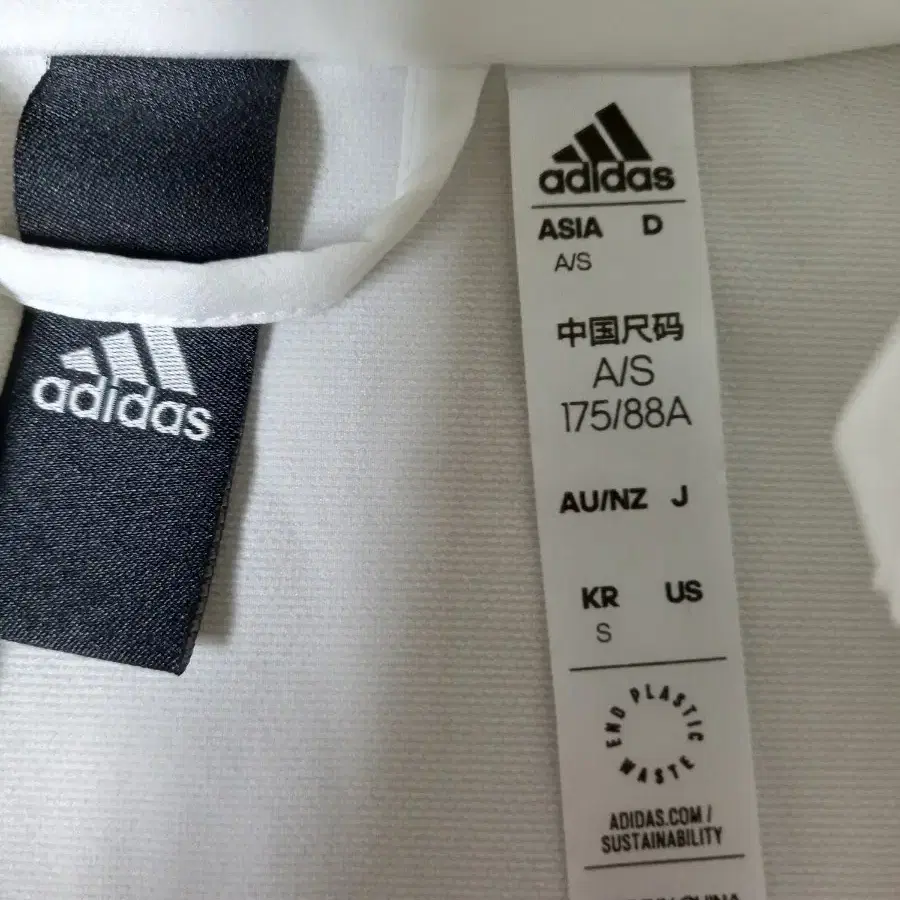 adidas
adidas
ASIA D
A/S
中国尺码
A/S
175/88A
AU/NZ J
KR US
S
END PLASTIC WASTE
ADIDAS.COM/
SUSTAINABILITY